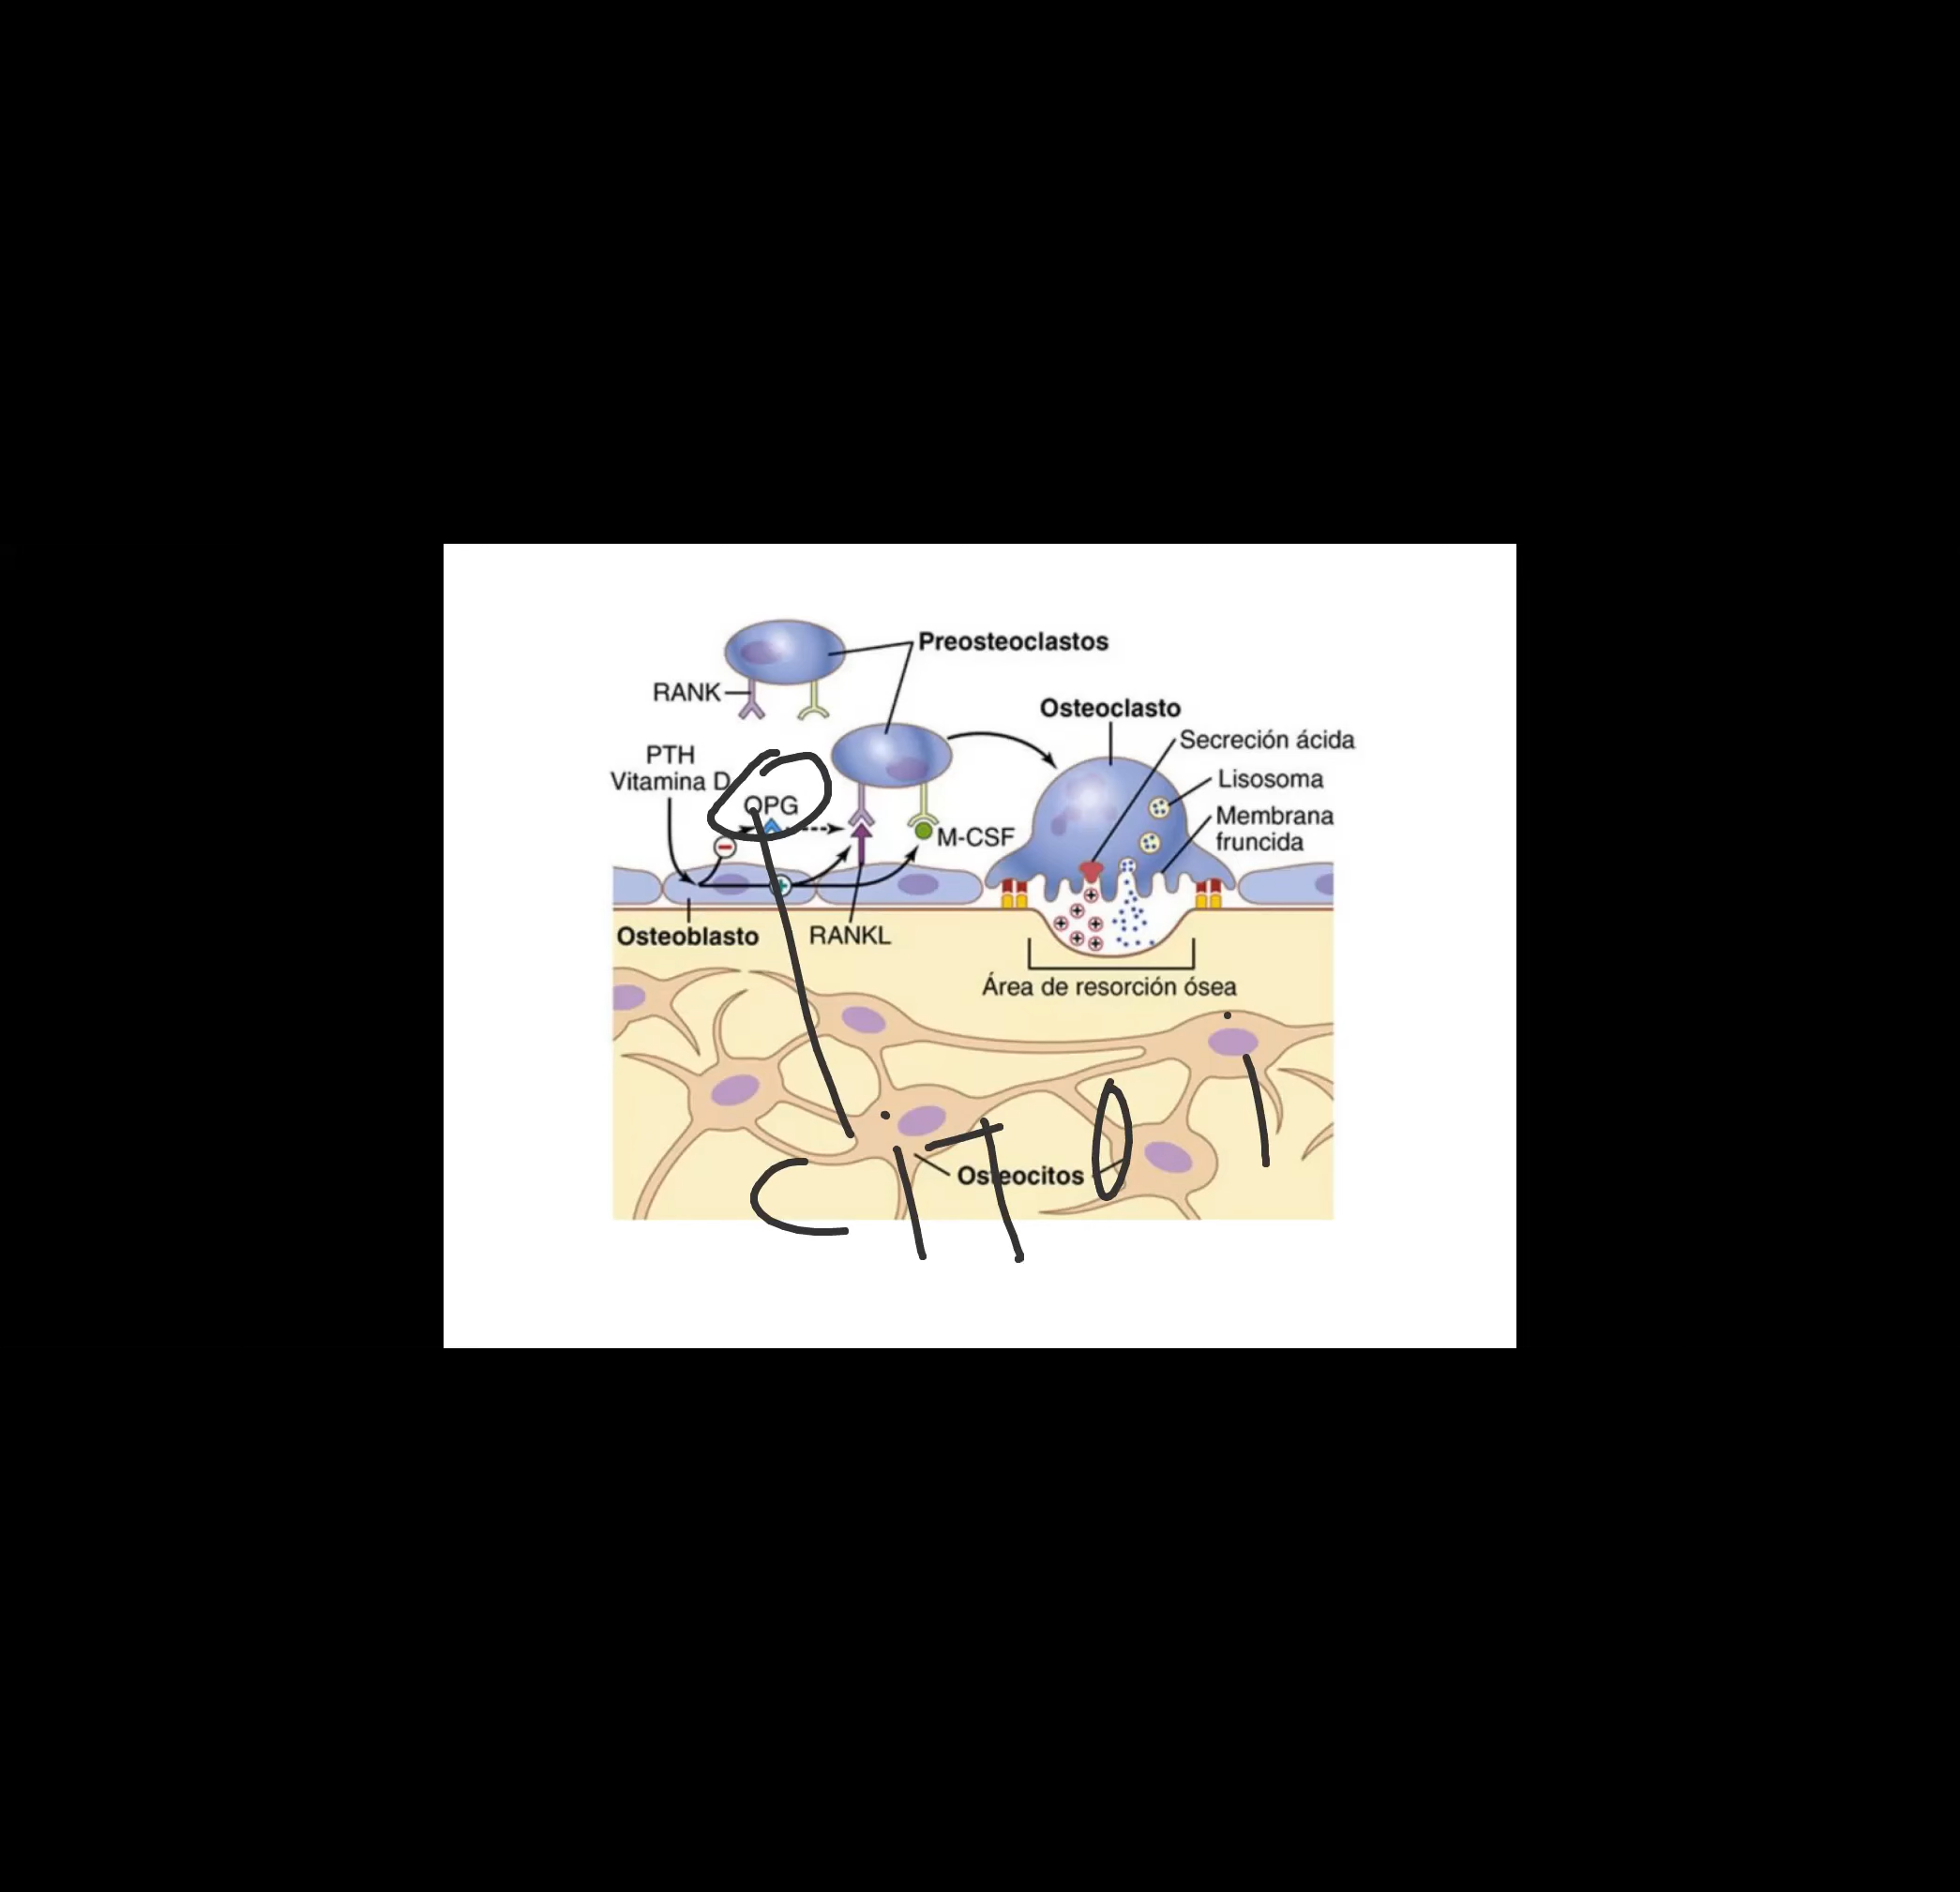 Preosteoclastos
RANK
Osteoclasto
Secreción ácida
PTH
Vitamina D
Lisosoma
OPG
Membrana
fruncida
M-CSF
Osteoblasto
RANKL
Área de resorción ósea
Osteocitos